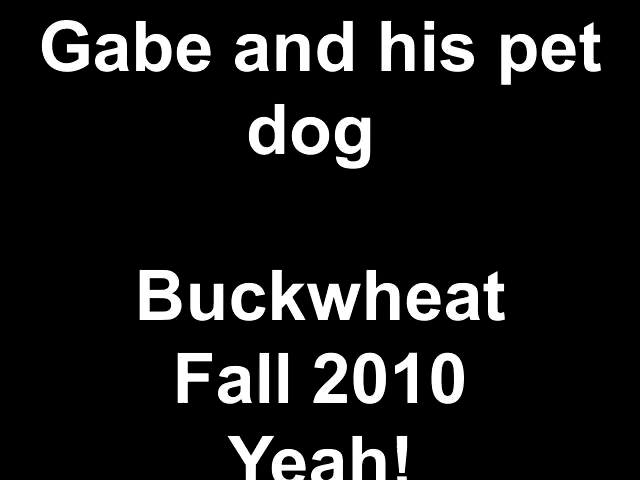 Gabe and his pet
dog
Buckwheat
Fall 2010
Yeah!